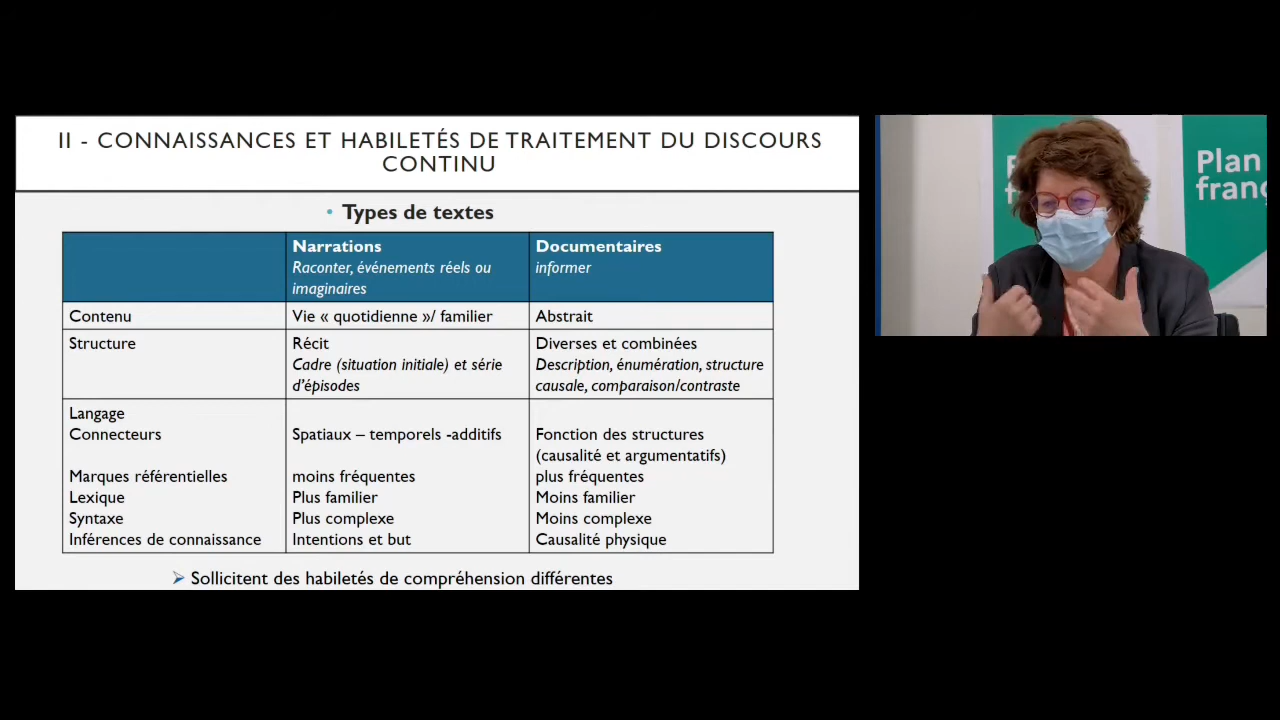 II - CONNAISSANCES ET HABILETÉS DE TRAITEMENT DU DISCOURS
CONTINU
• Types de textes
Narrations
Raconter, événements réels ou
imaginaires
Documentaires
informer
Contenu
Vie « quotidienne »/ familier
Abstrait
Structure
Récit
Cadre (situation initiale) et série
d'épisodes
Diverses et combinées
Description, énumération, structure
causale, comparaison/contraste
Langage
Connecteurs
Spatiaux – temporels -additifs
Fonction des structures
(causalité et argumentatifs)
Marques référentielles
moins fréquentes
plus fréquentes
Lexique
Plus familier
Moins familier
Syntaxe
Plus complexe
Moins complexe
Inférences de connaissance
Intentions et but
Causalité physique
➢ Sollicitent des habiletés de compréhension différentes
Plan
franç